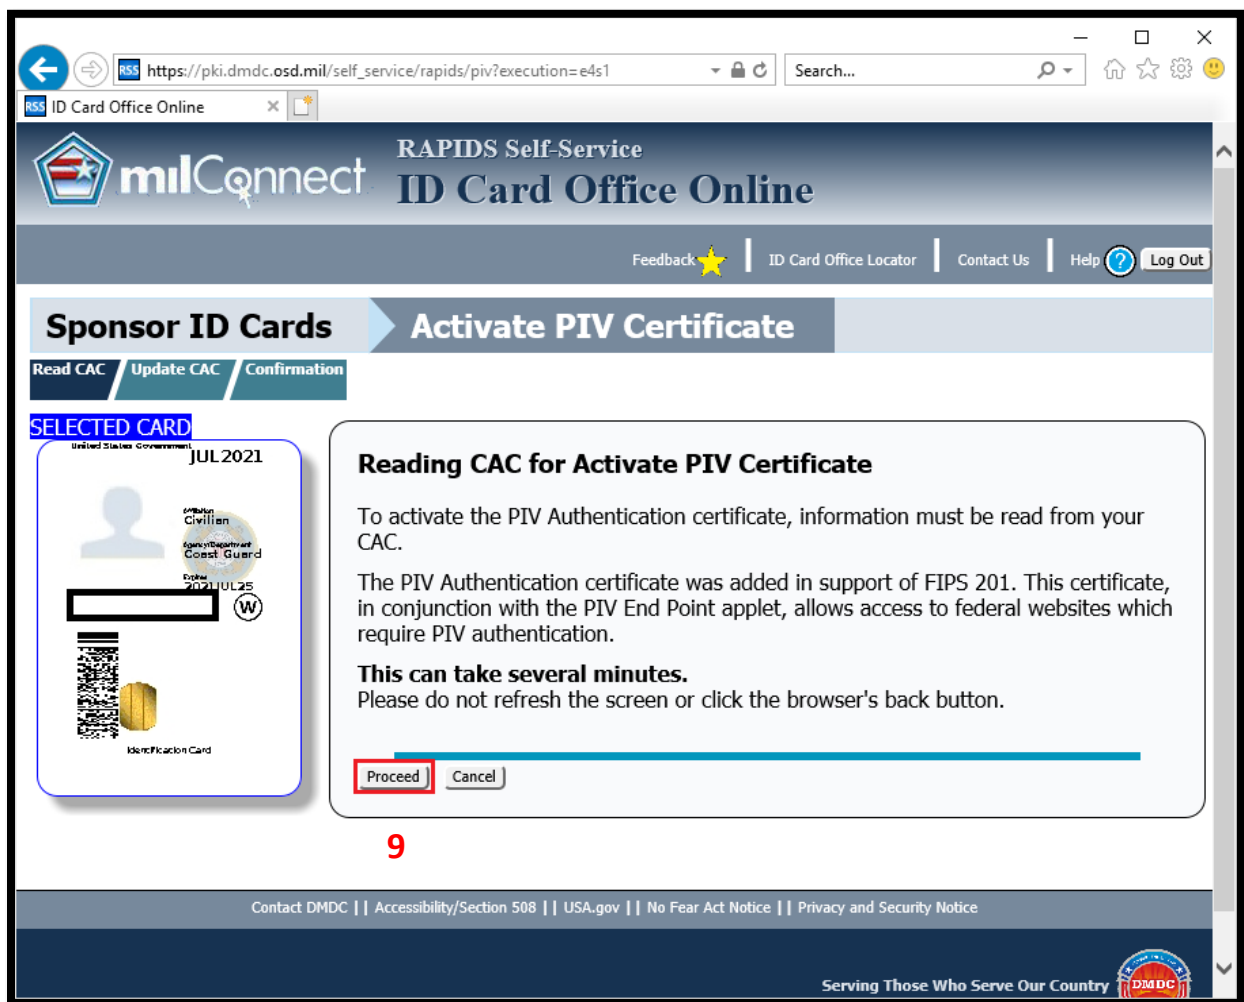 https://pki.dmdc.osd.mil/self_service/rapids/piv?execution=e4s1
Search...
RSS
RSS ID Card Office Online
milConnect
RAPIDS Self-Service
ID Card Office Online
Feedback
ID Card Office Locator
Contact Us
Help ?
Log Out
Sponsor ID Cards
Activate PIV Certificate
Read CAC
Update CAC
Confirmation
SELECTED CARD
United States Government
JUL2021
Affiliation
Civilian
Agency/Department
Coast Guard
Expires
2021JUL25
W
Identification Card
Reading CAC for Activate PIV Certificate
To activate the PIV Authentication certificate, information must be read from your
CAC.
The PIV Authentication certificate was added in support of FIPS 201. This certificate,
in conjunction with the PIV End Point applet, allows access to federal websites which
require PIV authentication.
This can take several minutes.
Please do not refresh the screen or click the browser's back button.
Proceed
Cancel
9
Contact DMDC || Accessibility/Section 508 || USA.gov || No Fear Act Notice || Privacy and Security Notice
Serving Those Who Serve Our Country
DMDC